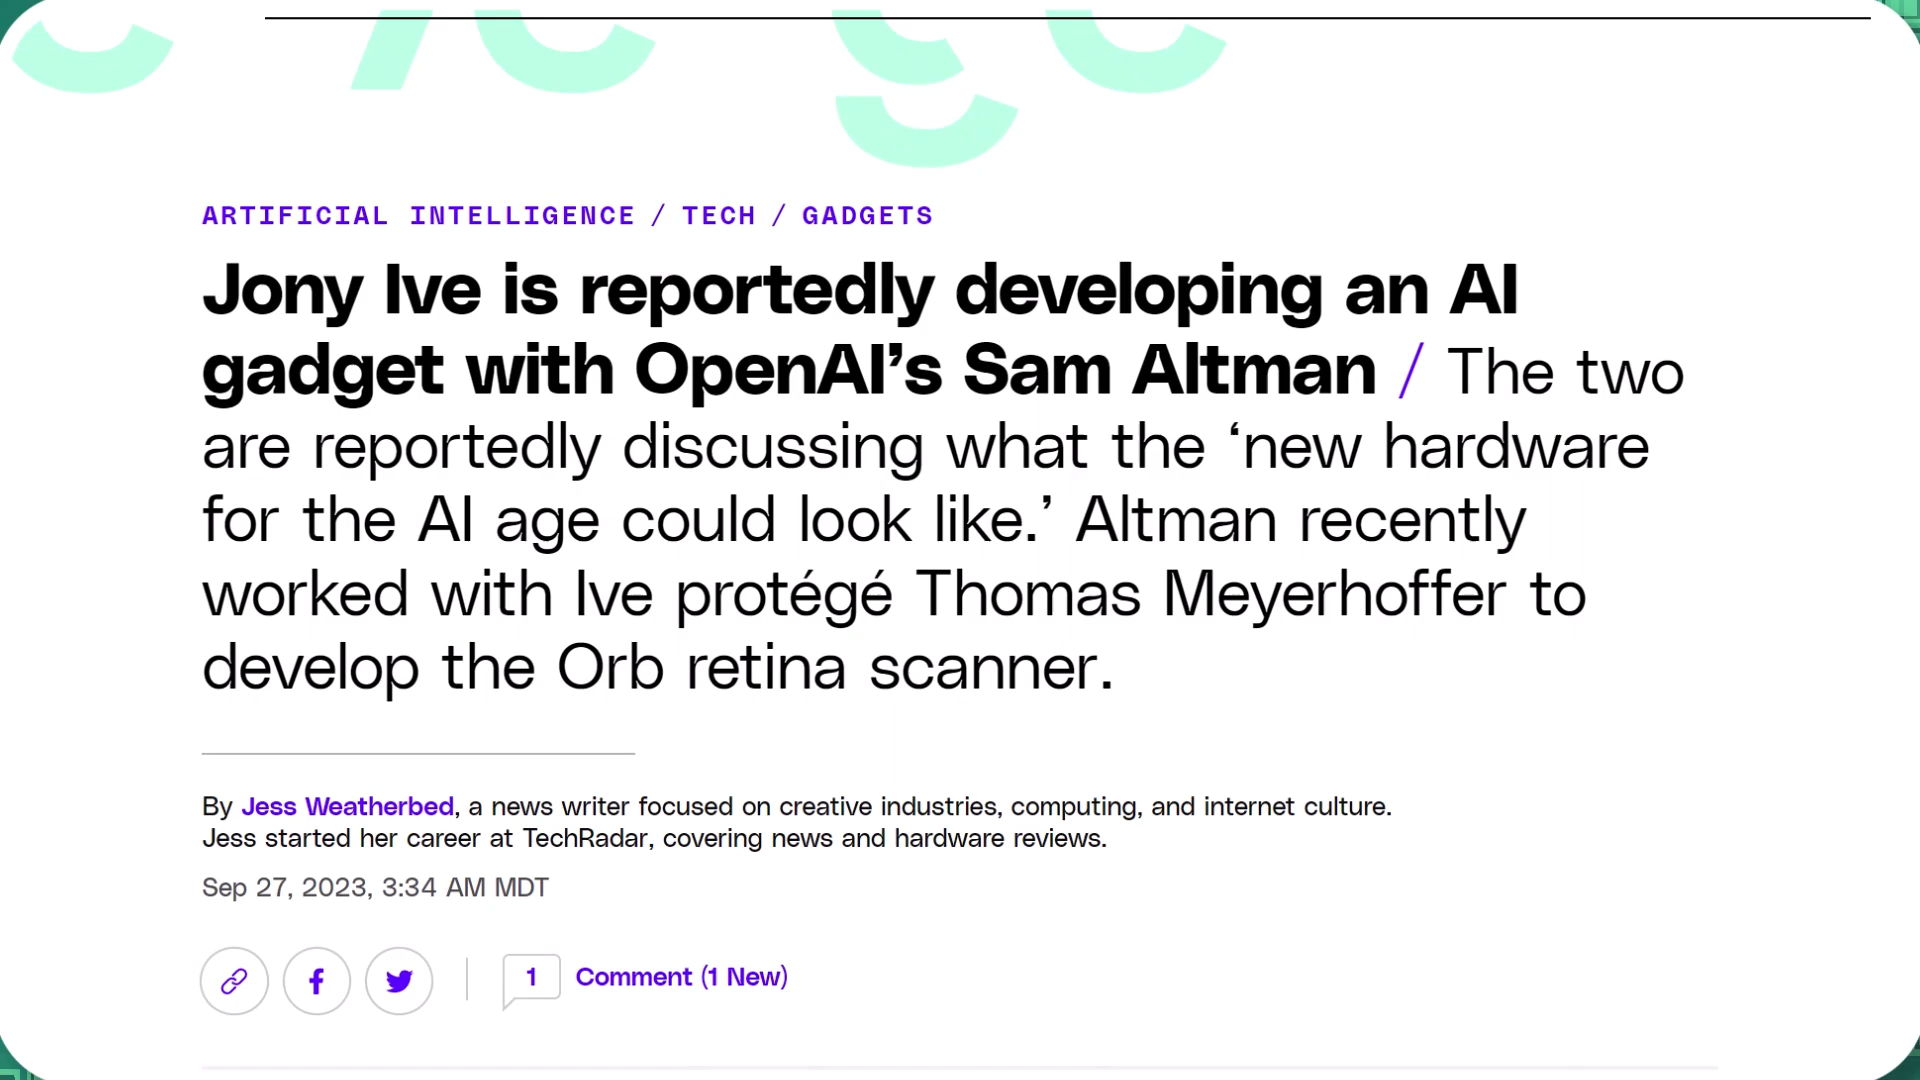 ARTIFICIAL INTELLIGENCE / TECH / GADGETS
Jony Ive is reportedly developing an AI
gadget with OpenAI’s Sam Altman / The two
are reportedly discussing what the ‘new hardware
for the AI age could look like.’ Altman recently
worked with Ive protégé Thomas Meyerhoffer to
develop the Orb retina scanner.
By Jess Weatherbed, a news writer focused on creative industries, computing, and internet culture.
Jess started her career at TechRadar, covering news and hardware reviews.
Sep 27, 2023, 3:34 AM MDT
1 Comment (1 New)